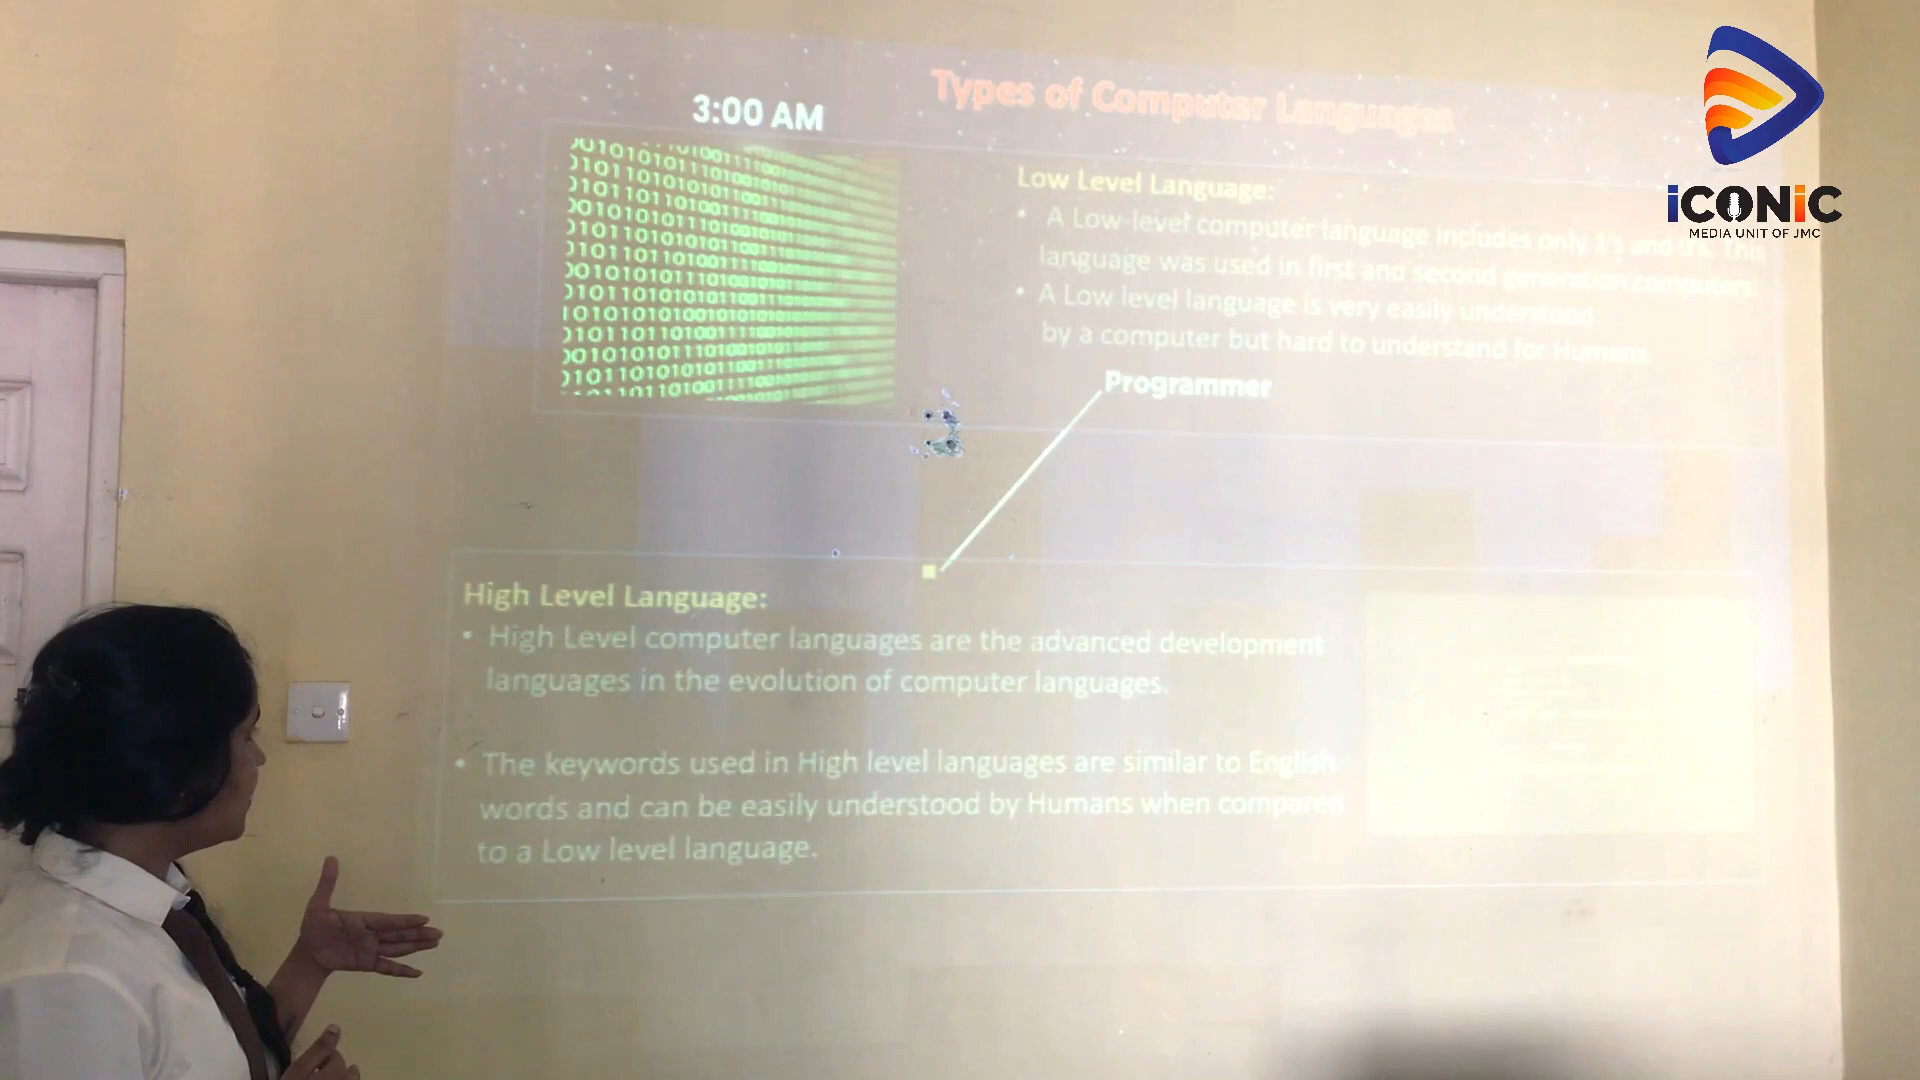 3:00 AM
Types of Computer Languages
Low Level Language:
• A Low-level computer language includes only 1's and 0's. This
language was used in first and second generation computers.
• A Low level language is very easily understood
by a computer but hard to understand for Humans.
Programmer
High Level Language:
• High Level computer languages are the advanced development
languages in the evolution of computer languages.
• The keywords used in High level languages are similar to English
words and can be easily understood by Humans when compared
to a Low level language.
iCONiC
MEDIA UNIT OF JMC